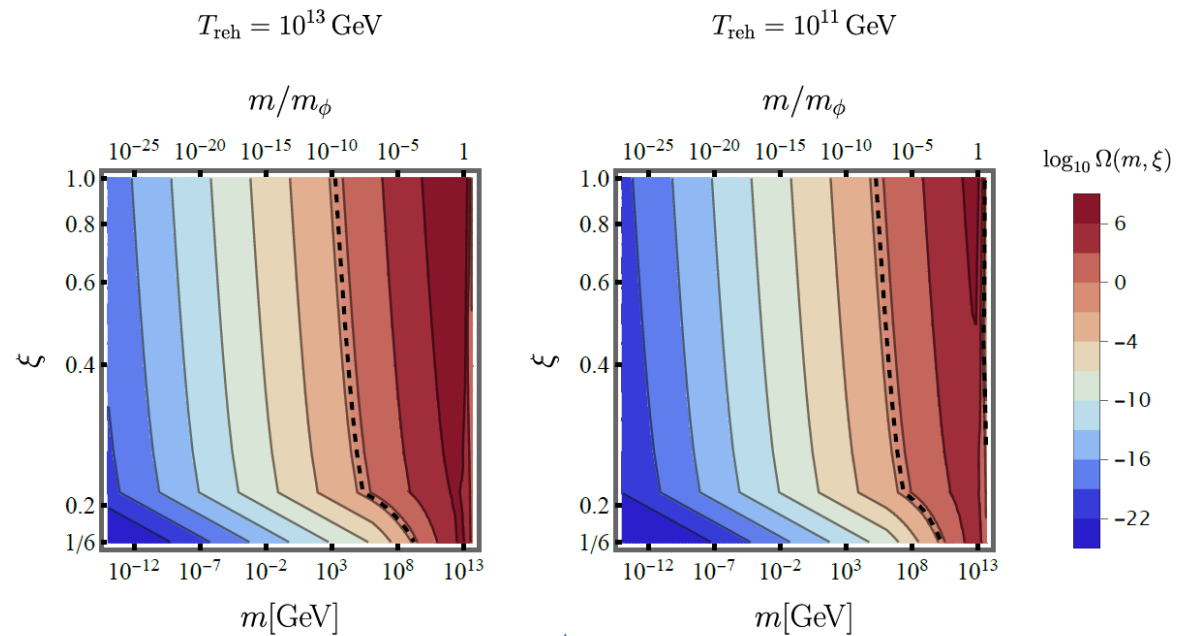 T_reh = 10^13 GeV
T_reh = 10^11 GeV
m/m_ϕ
m/m_ϕ
10^−25 10^−20 10^−15 10^−10 10^−5 1
10^−25 10^−20 10^−15 10^−10 10^−5 1
log_10 Ω(m, ξ)
1.0
0.8
0.6
0.4
0.2
1/6
ξ
1.0
0.8
0.6
0.4
0.2
1/6
ξ
6
0
−4
−10
−16
−22
10^−12 10^−7 10^−2 10^3 10^8 10^13
10^−12 10^−7 10^−2 10^3 10^8 10^13
m[GeV]
m[GeV]